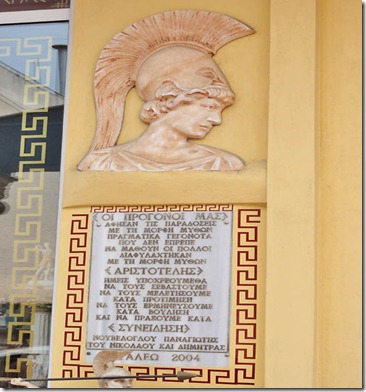 ΟΙ ΠΡΟΓΟΝΟΙ ΜΑΣ
ΑΦΗΣΑΝ ΤΙΣ ΠΑΡΑΔΟΣΕΙΣ
ΜΕ ΤΗ ΜΟΡΦΗ ΜΥΘΩΝ
ΠΡΑΓΜΑΤΙΚΑ ΓΕΓΟΝΟΤΑ
ΠΟΥ ΔΕΝ ΕΠΡΕΠΕ
ΝΑ ΜΑΘΟΥΝ ΟΙ ΠΟΛΛΟΙ
ΔΙΑΦΥΛΑΧΤΗΚΑΝ
ΜΕ ΤΗ ΜΟΡΦΗ ΜΥΘΩΝ
〈ΑΡΙΣΤΟΤΕΛΗΣ〉
ΗΜΕΙΣ ΥΠΟΧΡΕΟΥΜΕΘΑ
ΝΑ ΤΟΥΣ ΣΕΒΑΣΤΟΥΜΕ
ΝΑ ΤΟΥΣ ΜΕΛΕΤΗΣΟΥΜΕ
ΚΑΤΑ ΠΡΟΤΙΜΗΣΗ
ΝΑ ΤΟΥΣ ΕΡΜΗΝΕΥΣΟΥΜΕ
ΚΑΤΑ ΒΟΥΛΗΣΗ
ΚΑΙ ΝΑ ΠΡΑΞΟΥΜΕ ΚΑΤΑ
〈ΣΥΝΕΙΔΗΣΗ〉
ΝΟΥΒΕΛΟΓΛΟΥ ΠΑΝΑΓΙΩΤΗΣ
ΤΟΥ ΝΙΚΟΛΑΟΥ ΚΑΙ ΔΗΜΗΤΡΑΣ
2004